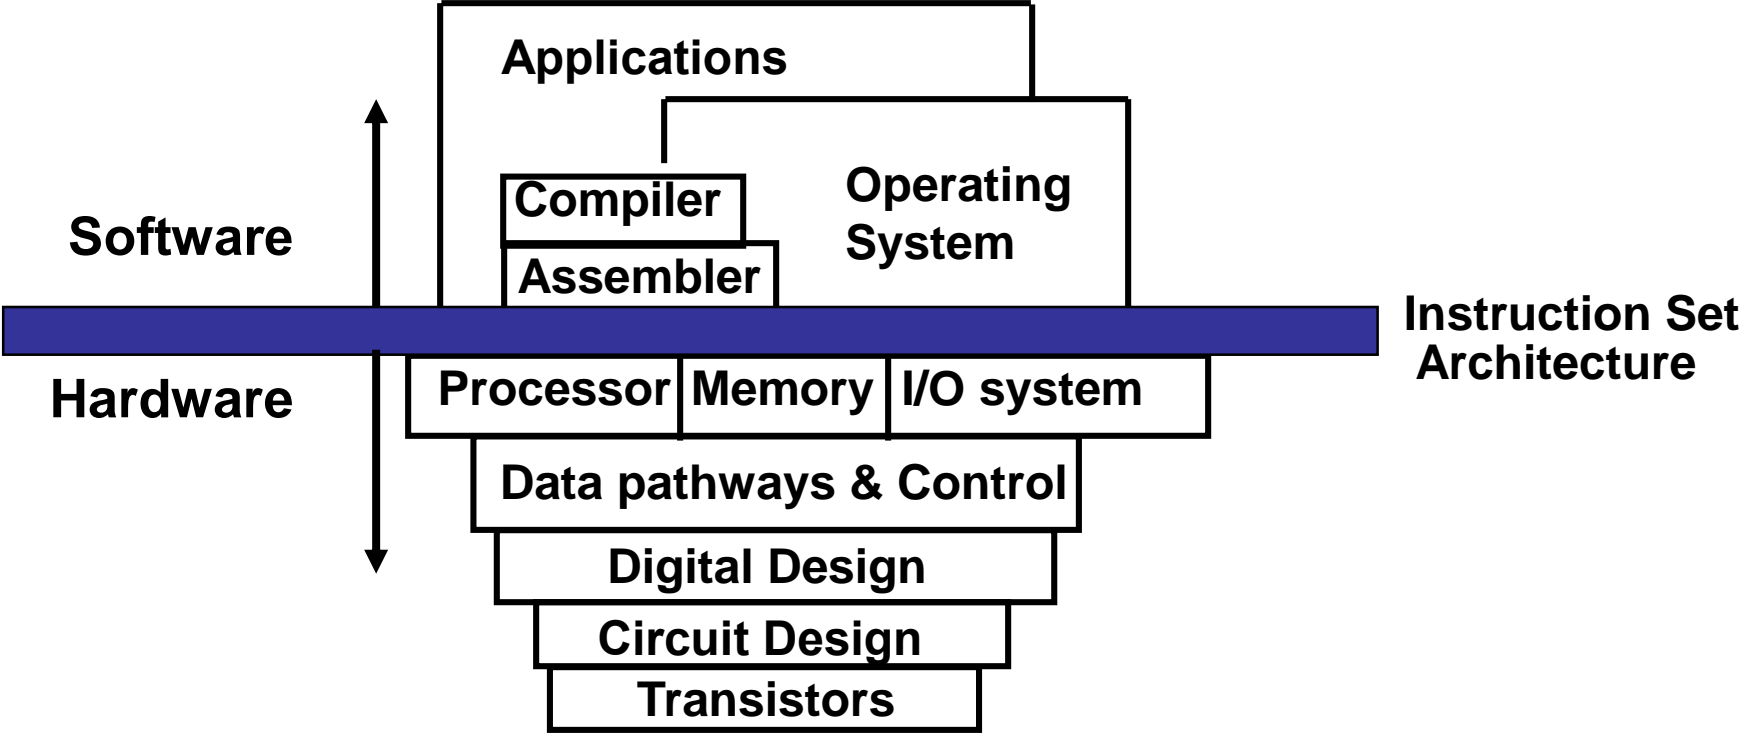 Applications
Compiler
Operating
System
Software
Assembler
Instruction Set
Architecture
Hardware
Processor
Memory
I/O system
Data pathways & Control
Digital Design
Circuit Design
Transistors